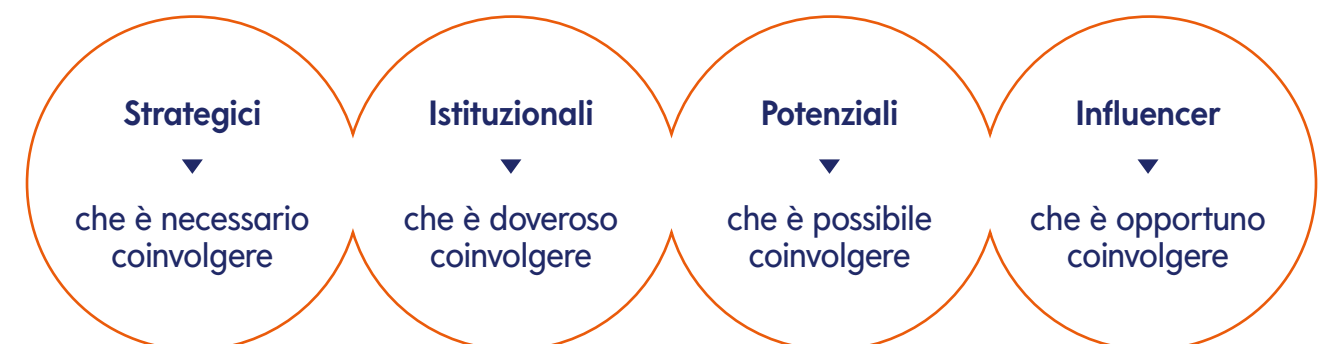 Strategici
che è necessario
coinvolgere
Istituzionali
che è doveroso
coinvolgere
Potenziali
che è possibile
coinvolgere
Influencer
che è opportuno
coinvolgere